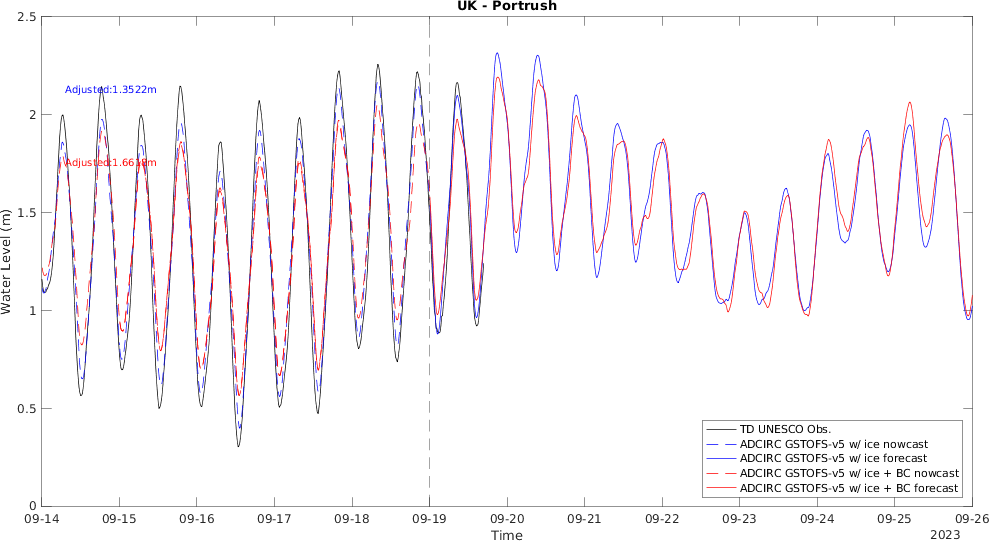 UK - Portrush
2.5
2
1.5
1
0.5
0
Water Level (m)
Adjusted:1.3522m
Adjusted:1.6618m
TD UNESCO Obs.
ADCIRC GSTOFS-v5 w/ ice nowcast
ADCIRC GSTOFS-v5 w/ ice forecast
ADCIRC GSTOFS-v5 w/ ice + BC nowcast
ADCIRC GSTOFS-v5 w/ ice + BC forecast
09-14 09-15 09-16 09-17 09-18 09-19 09-20 09-21 09-22 09-23 09-24 09-25 09-26
Time
2023